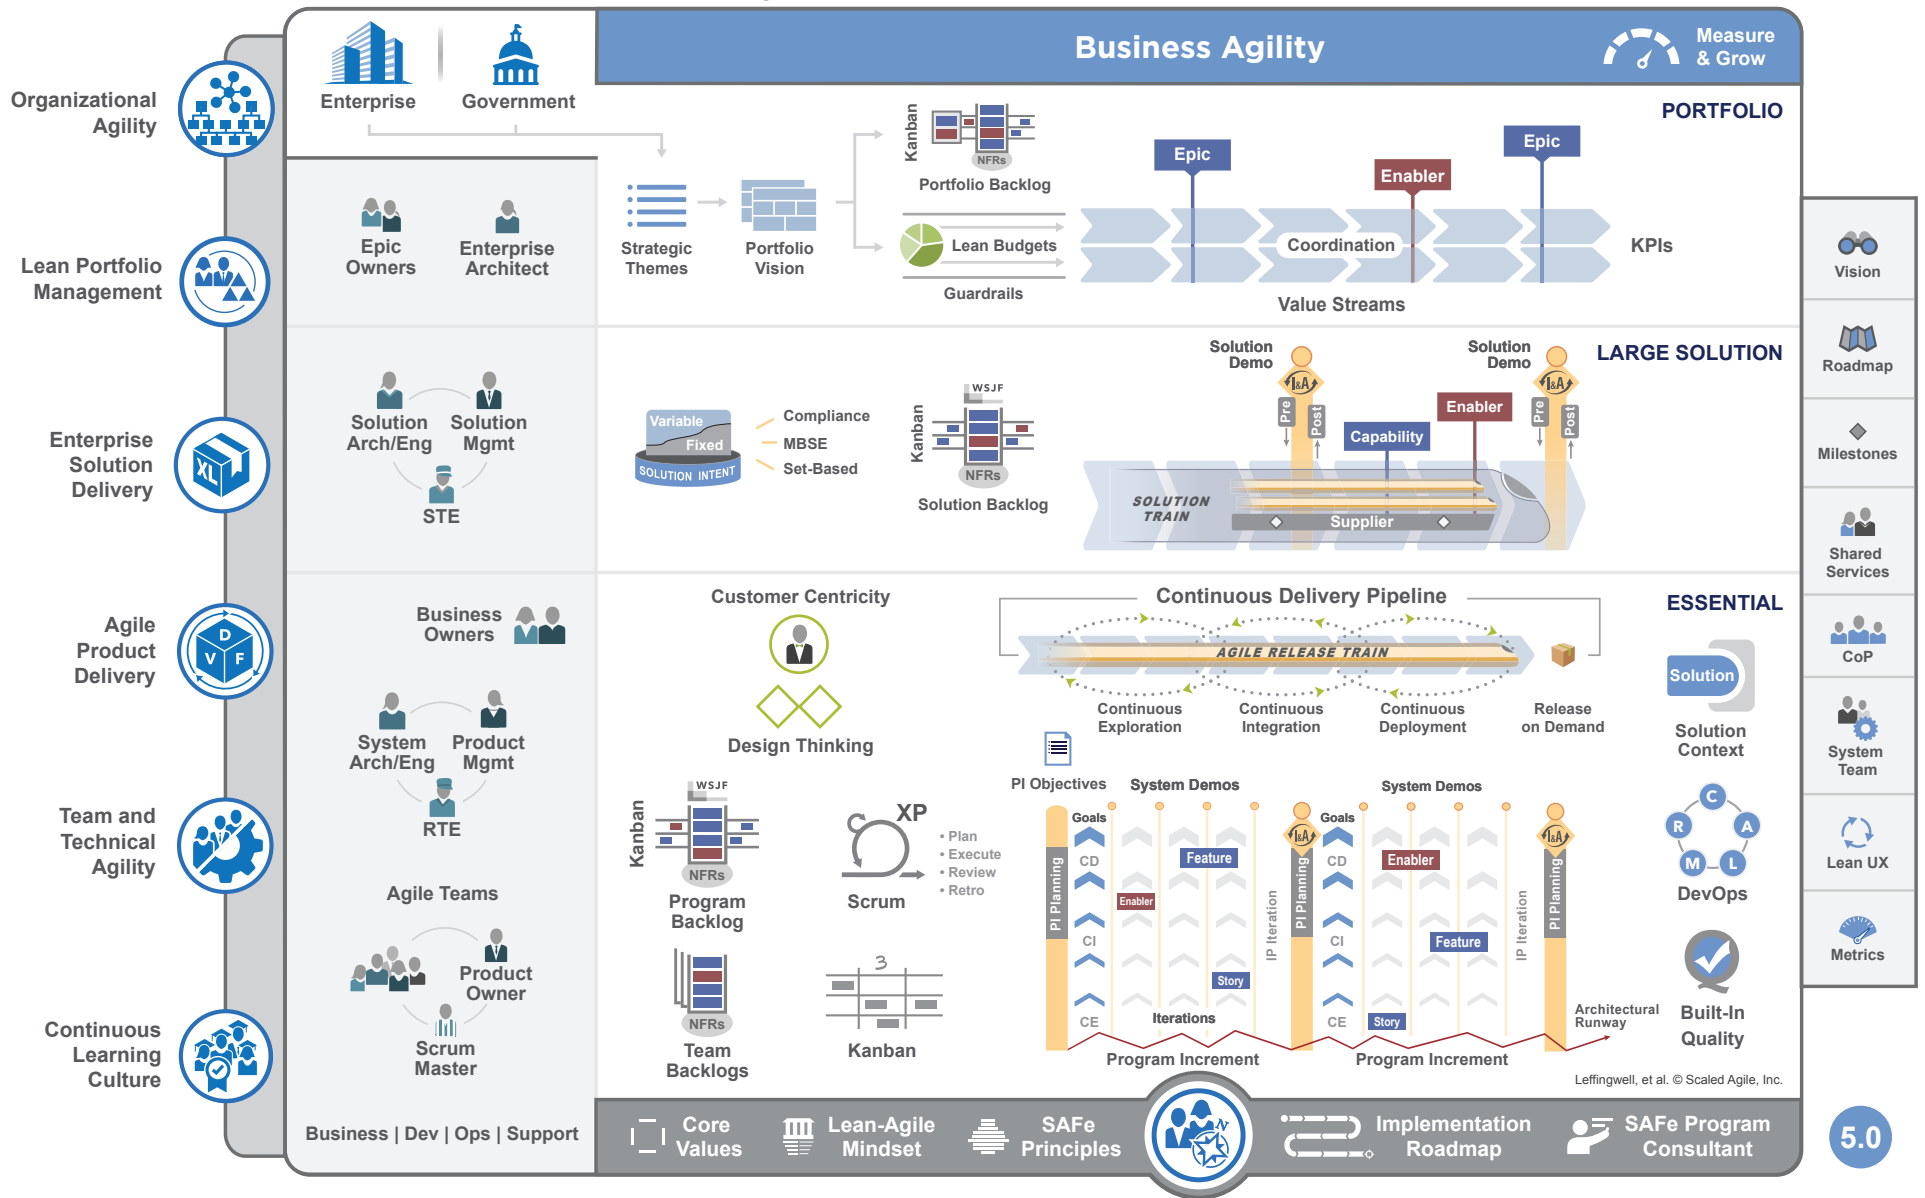 Business Agility
Measure
& Grow
Enterprise
Government
Organizational
Agility
Lean Portfolio
Management
Enterprise
Solution
Delivery
XL
Agile
Product
Delivery
D
V
F
Team and
Technical
Agility
Continuous
Learning
Culture
PORTFOLIO
Epic
Owners
Enterprise
Architect
Strategic
Themes
Portfolio
Vision
Kanban
NFRs
Portfolio Backlog
Lean Budgets
Guardrails
Epic
Enabler
Epic
Coordination
KPIs
Value Streams
LARGE SOLUTION
Solution
Arch/Eng
Solution
Mgmt
STE
Variable
Fixed
SOLUTION INTENT
Compliance
MBSE
Set-Based
Kanban
WSJF
NFRs
Solution Backlog
Solution
Demo
I&A
Pre
Post
Solution
Demo
I&A
Pre
Post
Capability
Enabler
SOLUTION
TRAIN
Supplier
ESSENTIAL
Business
Owners
System
Arch/Eng
Product
Mgmt
RTE
Agile Teams
Product
Owner
Scrum
Master
Business | Dev | Ops | Support
Customer Centricity
Design Thinking
Kanban
WSJF
NFRs
Program
Backlog
XP
• Plan
• Execute
• Review
• Retro
Scrum
NFRs
Team
Backlogs
3
Kanban
Continuous Delivery Pipeline
AGILE RELEASE TRAIN
Continuous
Exploration
Continuous
Integration
Continuous
Deployment
Release
on Demand
PI Objectives
System Demos
System Demos
PI Planning
Goals
CD
CI
CE
Enabler
Feature
Story
Iterations
IP Iteration
I&A
PI Planning
Goals
CD
CI
CE
Enabler
Feature
Story
IP Iteration
I&A
PI Planning
Architectural
Runway
Program Increment
Program Increment
Solution
Solution
Context
C
R
A
M
L
DevOps
Built-In
Quality
Leffingwell, et al. © Scaled Agile, Inc.
Core
Values
Lean-Agile
Mindset
SAFe
Principles
N
Implementation
Roadmap
SAFe Program
Consultant
Vision
Roadmap
Milestones
Shared
Services
CoP
System
Team
Lean UX
Metrics
5.0